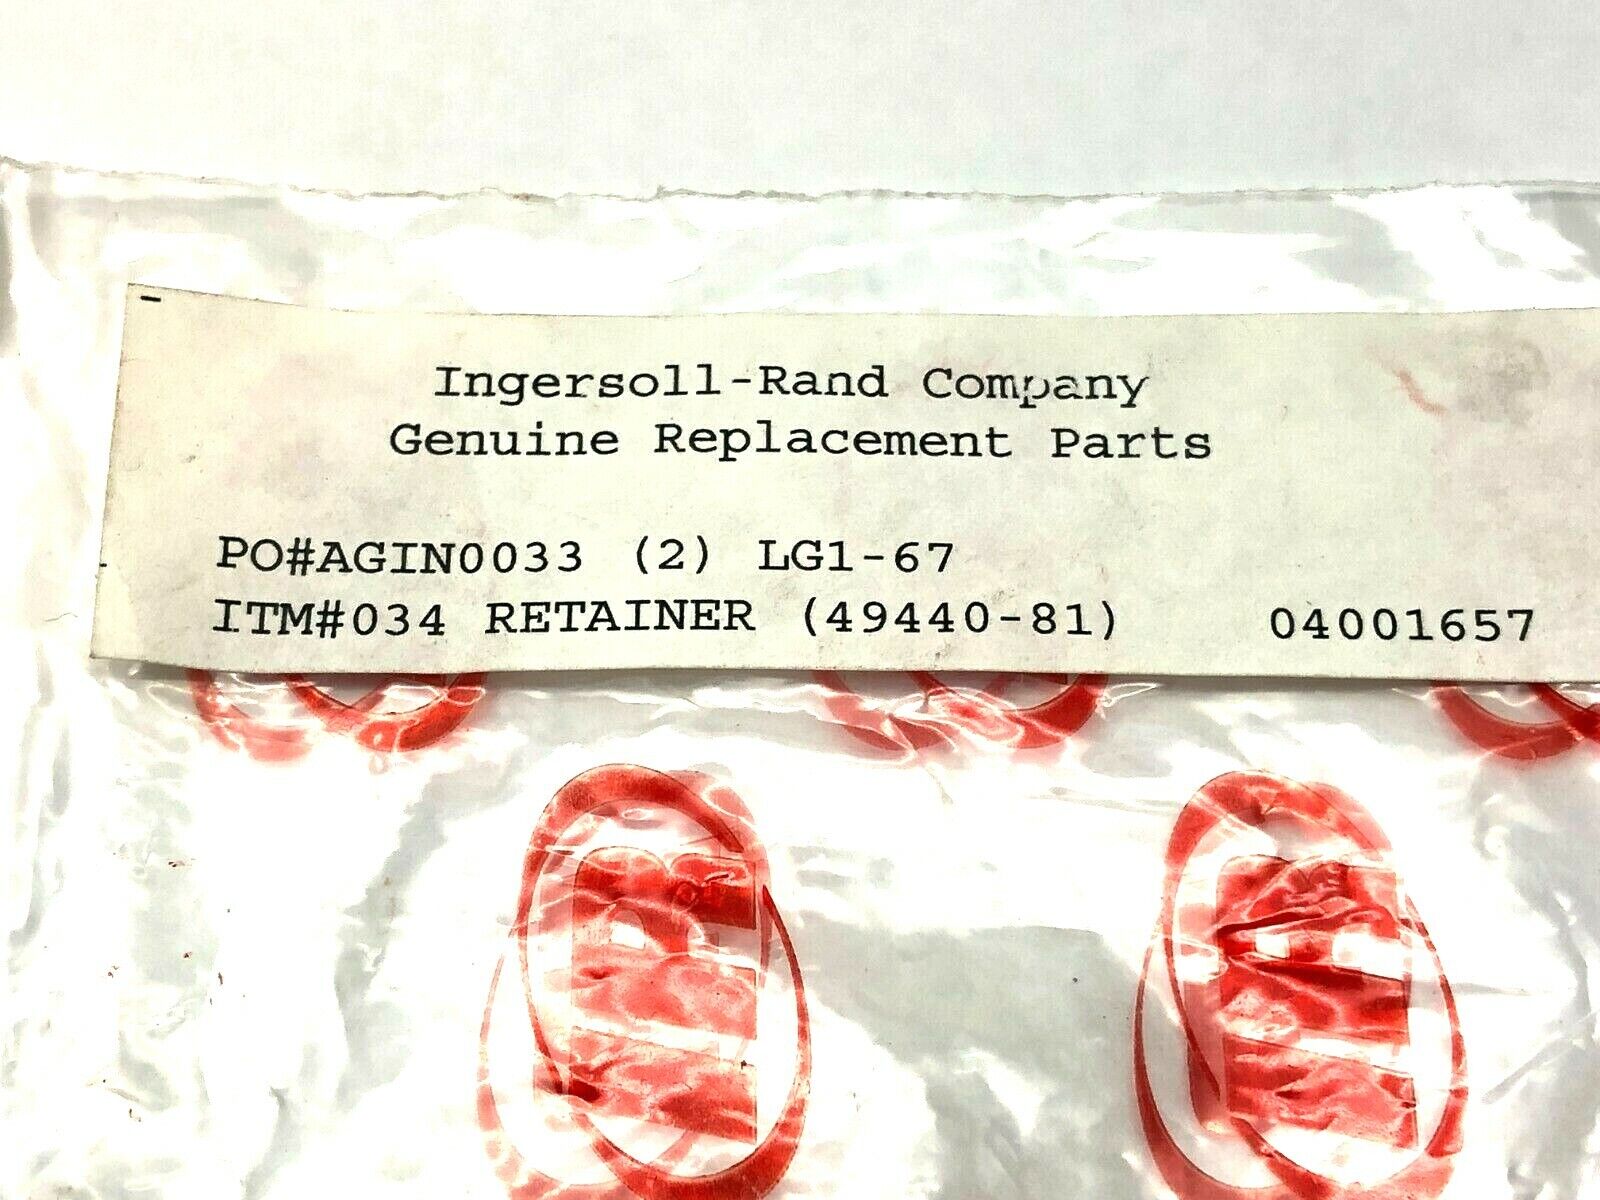 Ingersoll-Rand Company
Genuine Replacement Parts
PO#AGIN0033 (2) LG1-67
ITM#034 RETAINER (49440-81) 04001657